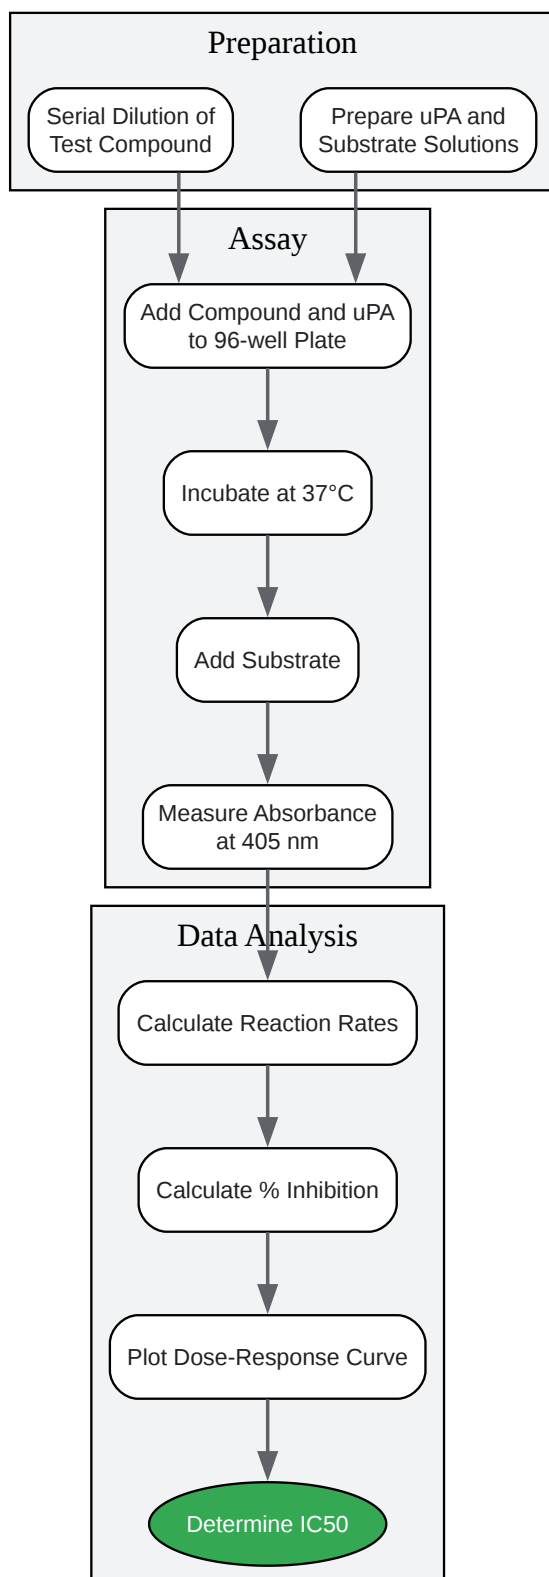 Preparation
Serial Dilution of
Test Compound
Prepare uPA and
Substrate Solutions
Assay
Add Compound and uPA
to 96-well Plate
Incubate at 37°C
Add Substrate
Measure Absorbance
at 405 nm
Data Analysis
Calculate Reaction Rates
Calculate % Inhibition
Plot Dose-Response Curve
Determine IC50